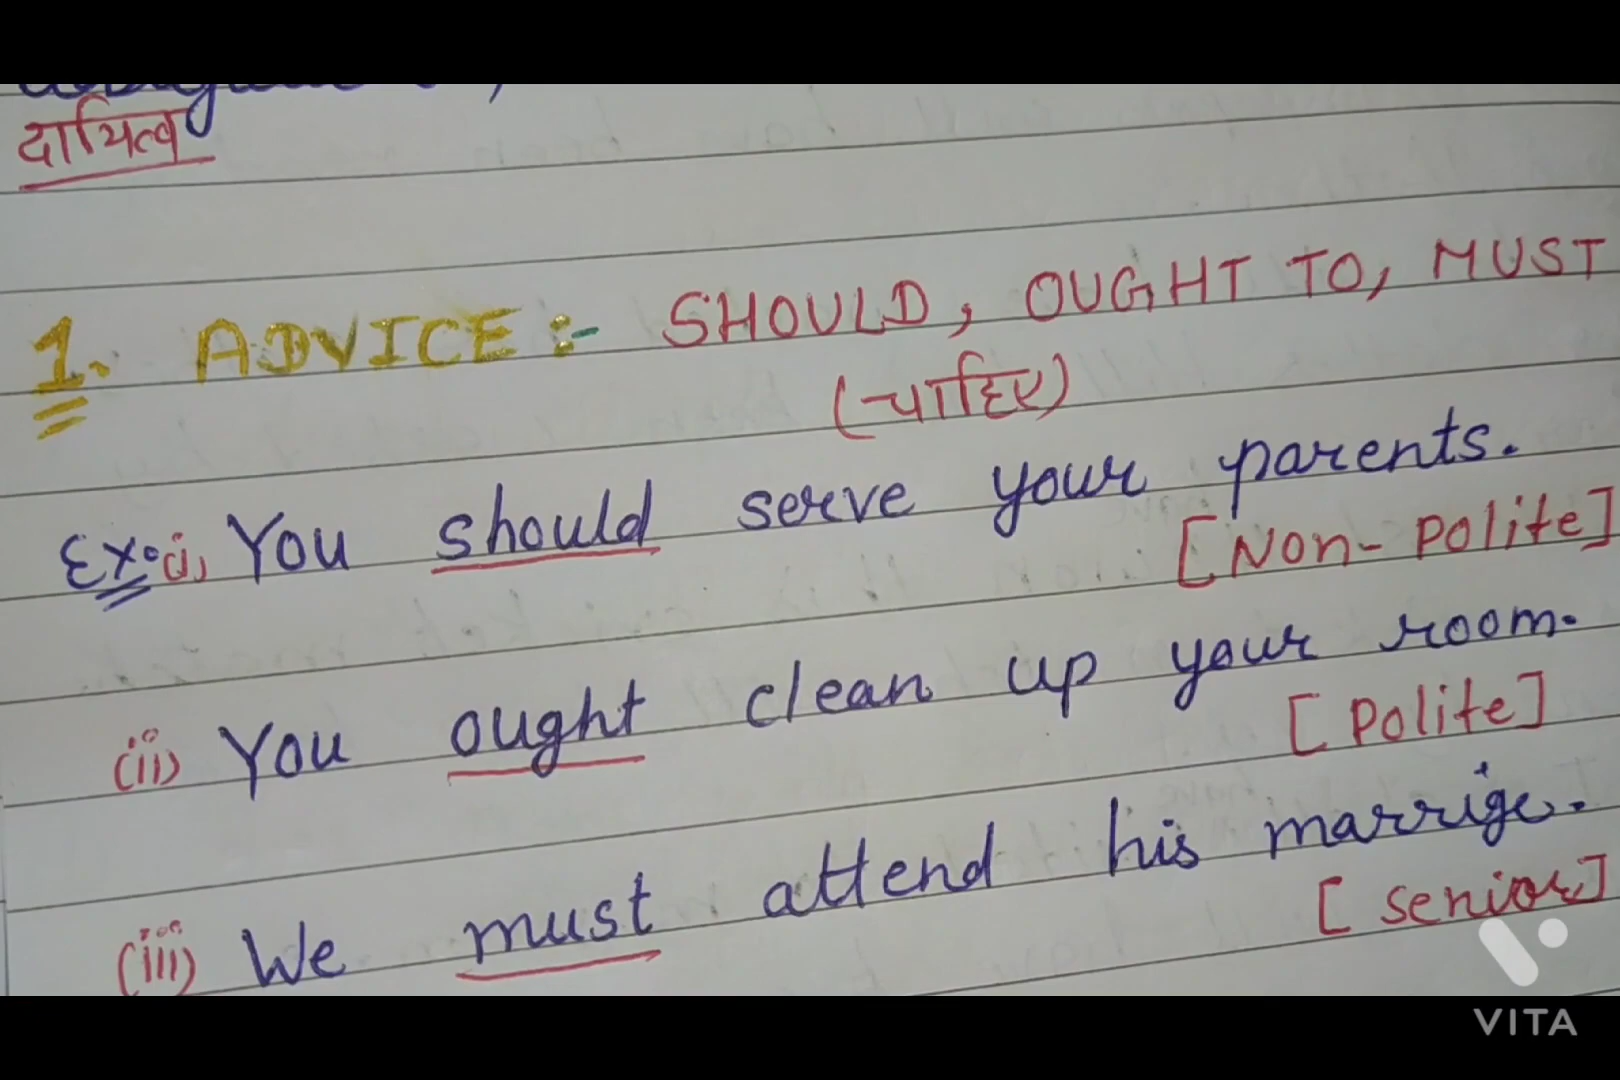 दायित्व
1. ADVICE :- SHOULD, OUGHT TO, MUST
(चाहिए)
Ex:- (i) You should serve your parents.
[Non-Polite]
(ii) You ought clean up your room.
[Polite]
(iii) We must attend his marrige.
[Senior]
VITA